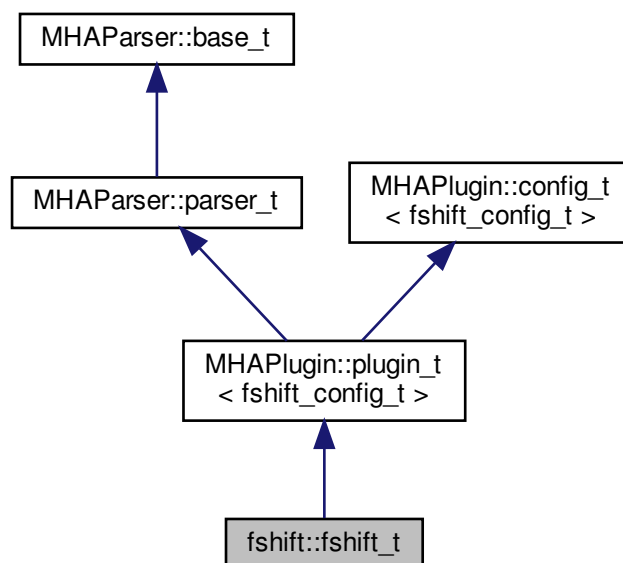 MHAParser::base_t
MHAParser::parser_t
MHAPlugin::config_t
< fshift_config_t >
MHAPlugin::plugin_t
< fshift_config_t >
fshift::fshift_t